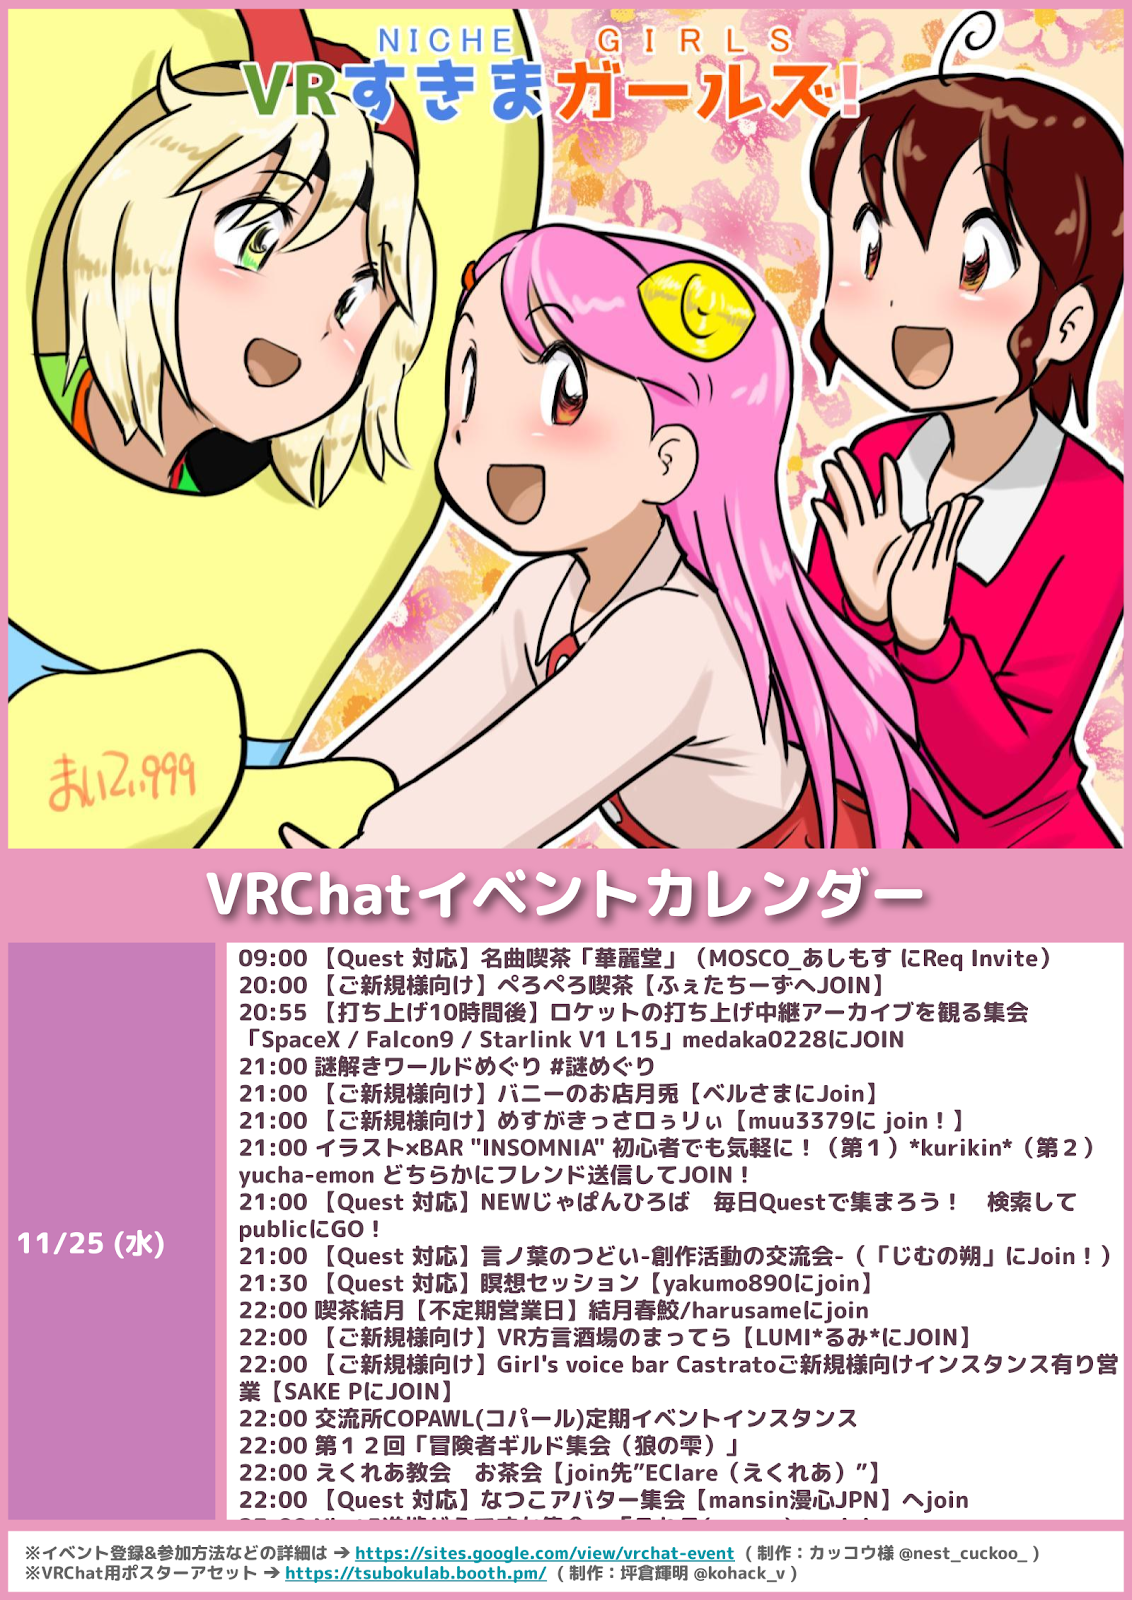 NICHE GIRLS
VRすきまガールズ!
まいてぃ999
VRChatイベントカレンダー
11/25 (水)
09:00 【Quest 対応】名曲喫茶「華麗堂」（MOSCO_あしもす にReq Invite）
20:00 【ご新規様向け】ぺろぺろ喫茶【ふぇたちーずへJOIN】
20:55 【打ち上げ10時間後】ロケットの打ち上げ中継アーカイブを観る集会
「SpaceX / Falcon9 / Starlink V1 L15」medaka0228にJOIN
21:00 謎解きワールドめぐり #謎めぐり
21:00 【ご新規様向け】バニーのお店月兎【ベルさまにJoin】
21:00 【ご新規様向け】めすがきっさロぅリぃ【muu3379に join！】
21:00 イラスト×BAR "INSOMNIA" 初心者でも気軽に！（第１）*kurikin*（第２）
yucha-emon どちらかにフレンド送信してJOIN！
21:00 【Quest 対応】NEWじゃぱんひろば　毎日Questで集まろう！　検索して
publicにGO！
21:00 【Quest 対応】言ノ葉のつどい-創作活動の交流会-（「じむの朔」にJoin！）
21:30 【Quest 対応】瞑想セッション【yakumo890にjoin】
22:00 喫茶結月【不定期営業日】結月春鮫/harusameにjoin
22:00 【ご新規様向け】VR方言酒場のまってら【LUMI*るみ*にJOIN】
22:00 【ご新規様向け】Girl's voice bar Castratoご新規様向けインスタンス有り営
業【SAKE PにJOIN】
22:00 交流所COPAWL(コパール)定期イベントインスタンス
22:00 第１２回「冒険者ギルド集会（狼の雫）」
22:00 えくれあ教会　お茶会【join先”EClare（えくれあ）”】
22:00 【Quest 対応】なつこアバター集会【mansin漫心JPN】へjoin
※イベント登録&参加方法などの詳細は → https://sites.google.com/view/vrchat-event （制作：カッコウ様 @nest_cuckoo_ )
※VRChat用ポスターアセット → https://tsubokulab.booth.pm/ （制作：坪倉輝明 @kohack_v )